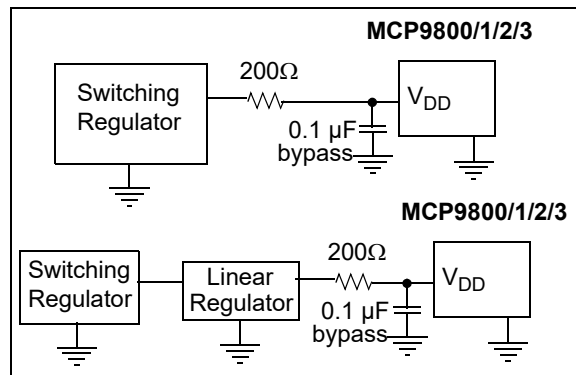 MCP9800/1/2/3
200Ω
Switching
Regulator
VDD
0.1 µF
bypass
MCP9800/1/2/3
200Ω
Switching
Regulator
Linear
Regulator
VDD
0.1 µF
bypass